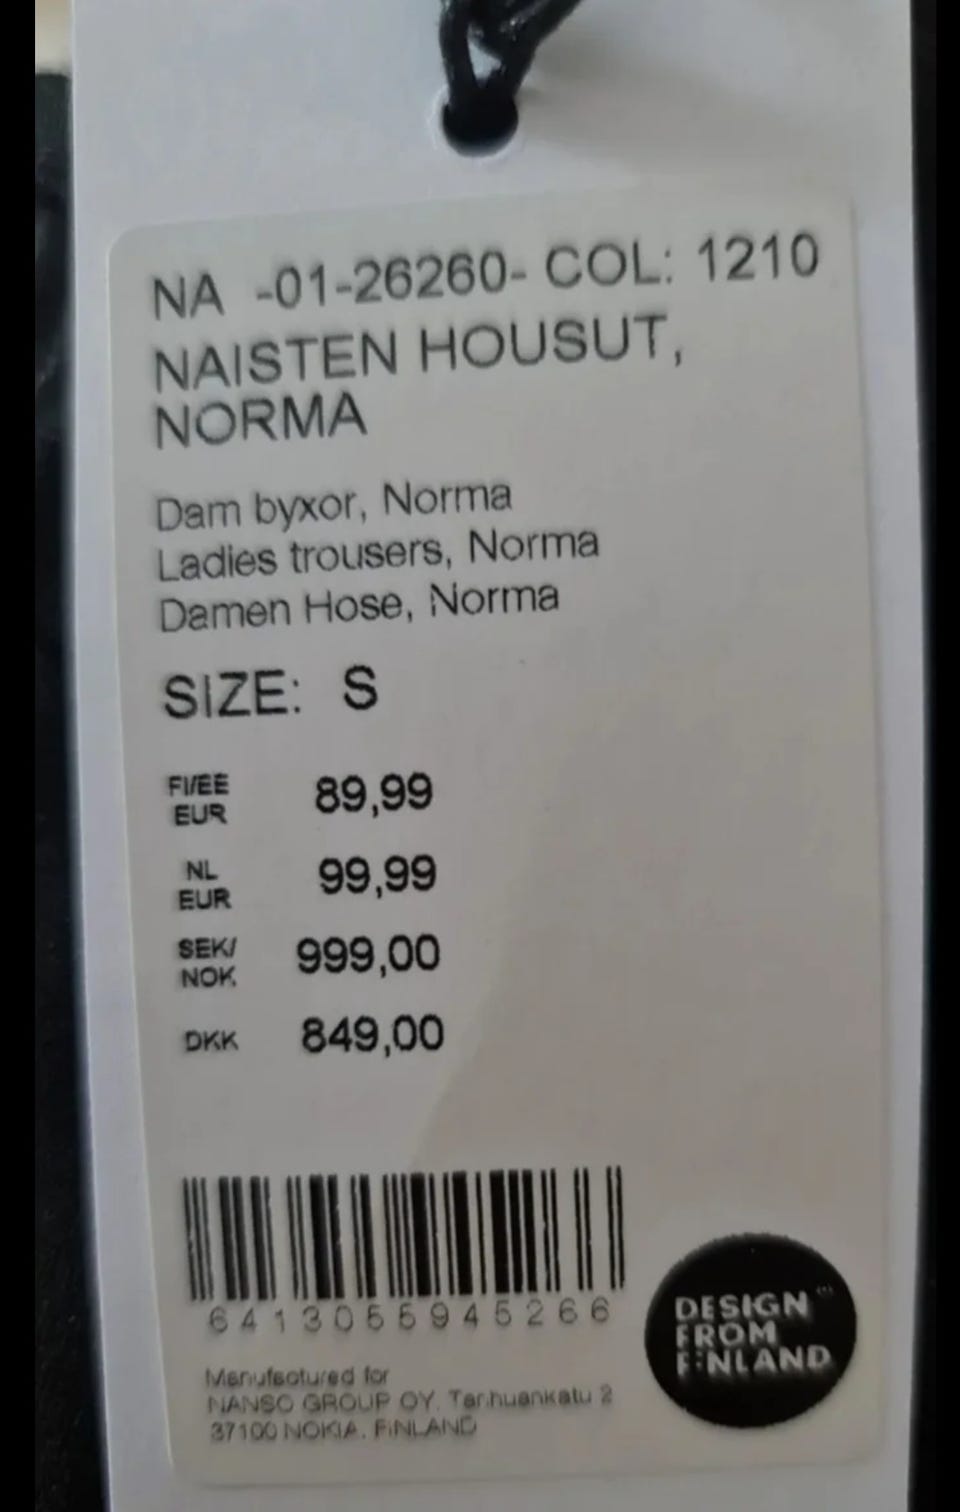 NA -01-26260- COL: 1210
NAISTEN HOUSUT,
NORMA
Dam byxor, Norma
Ladies trousers, Norma
Damen Hose, Norma
SIZE: S
FI/EE
EUR 89,99
NL
EUR 99,99
SEK/
NOK 999,00
DKK 849,00
6413055945266
Manufactured for
NANSO GROUP OY. Tanhuankatu 2
37100 NOKIA, FINLAND
DESIGN
FROM
FINLAND